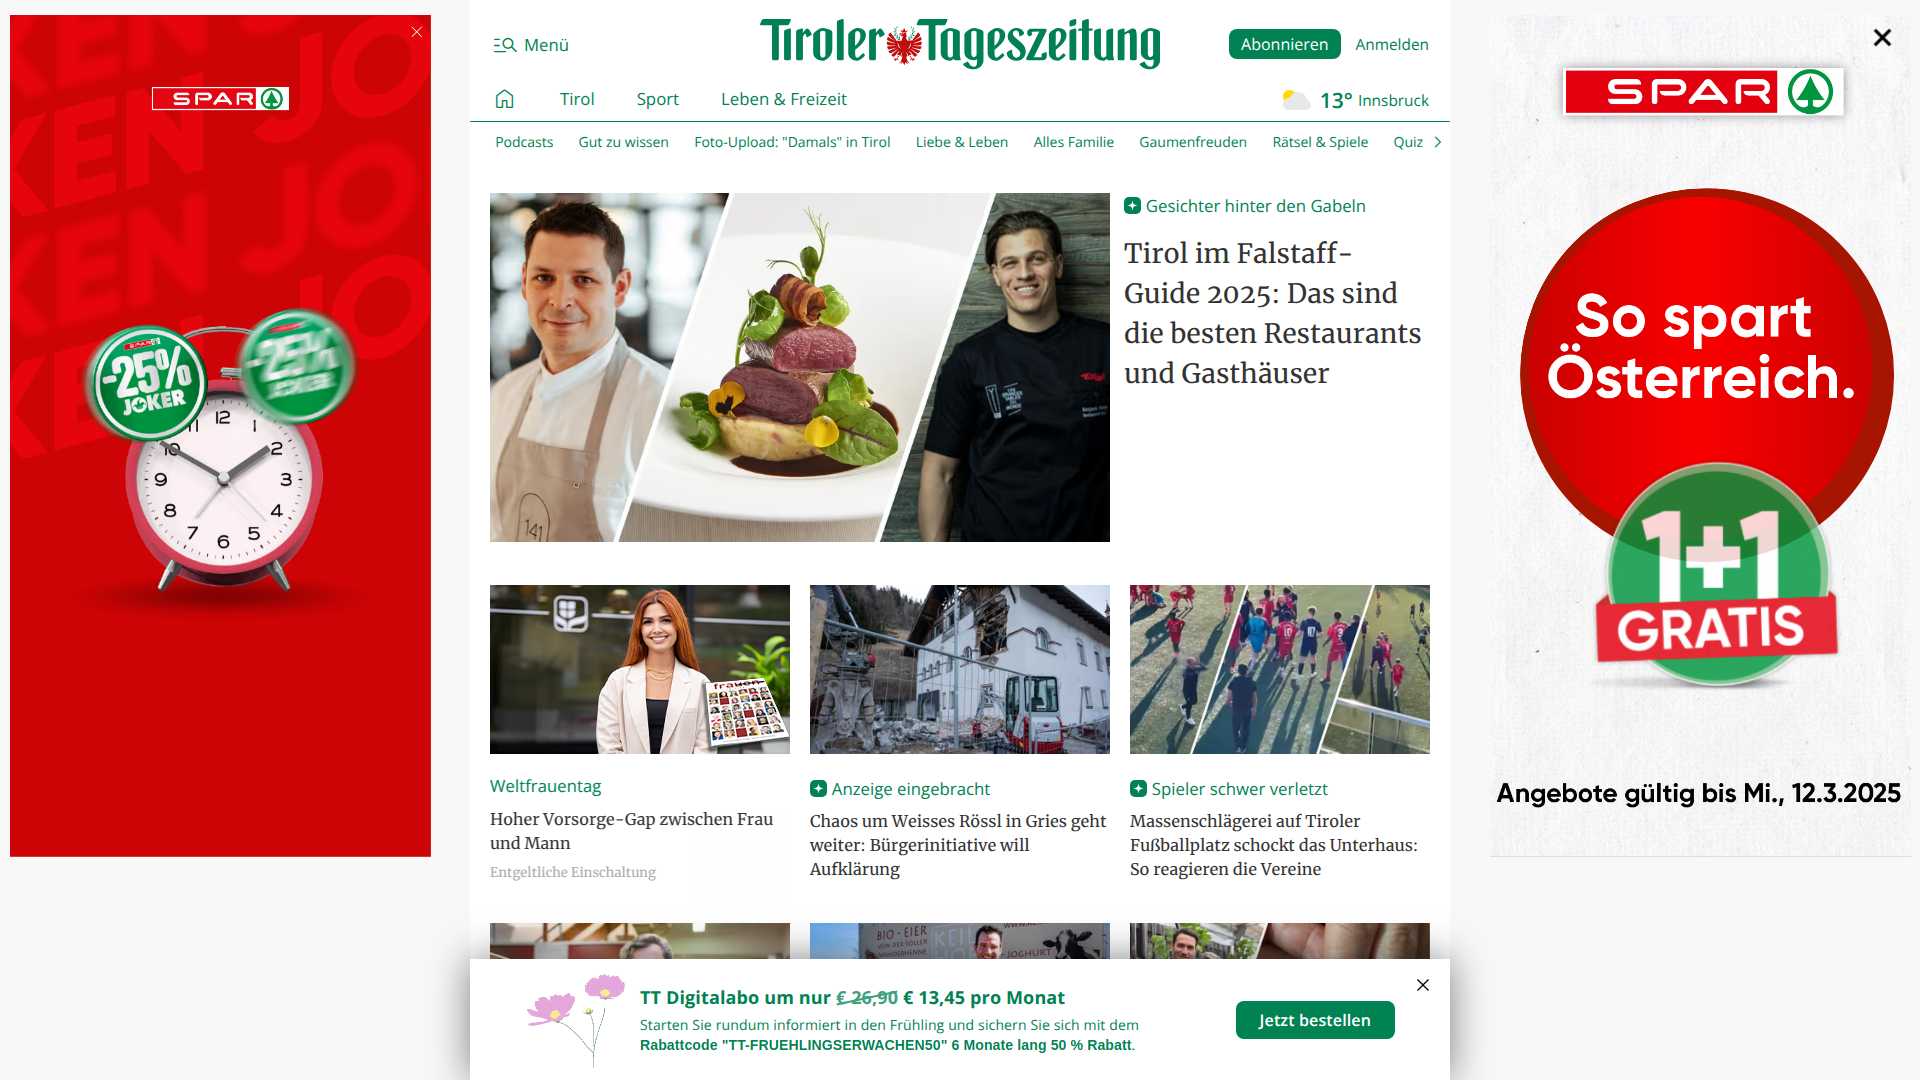 Menü
Tiroler Tageszeitung
Abonnieren
Anmelden
Tirol
Sport
Leben & Freizeit
13° Innsbruck
Podcasts
Gut zu wissen
Foto-Upload: "Damals" in Tirol
Liebe & Leben
Alles Familie
Gaumenfreuden
Rätsel & Spiele
Quiz
SPAR
-25%
JOKER
-25%
JOKER
12
1
2
3
4
5
6
7
8
9
10
11
Gesichter hinter den Gabeln
Tirol im Falstaff-
Guide 2025: Das sind
die besten Restaurants
und Gasthäuser
141
frauen
Weltfrauentag
Hoher Vorsorge-Gap zwischen Frau
und Mann
Entgeltliche Einschaltung
Anzeige eingebracht
Chaos um Weisses Rössl in Gries geht
weiter: Bürgerinitiative will
Aufklärung
Spieler schwer verletzt
Massenschlägerei auf Tiroler
Fußballplatz schockt das Unterhaus:
So reagieren die Vereine
BIO-EIER
JOGHURT
TT Digitalabo um nur € 26,90 € 13,45 pro Monat
Starten Sie rundum informiert in den Frühling und sichern Sie sich mit dem
Rabattcode "TT-FRUEHLINGSERWACHEN50" 6 Monate lang 50 % Rabatt.
Jetzt bestellen
SPAR
So spart
Österreich.
1+1
GRATIS
Angebote gültig bis Mi., 12.3.2025